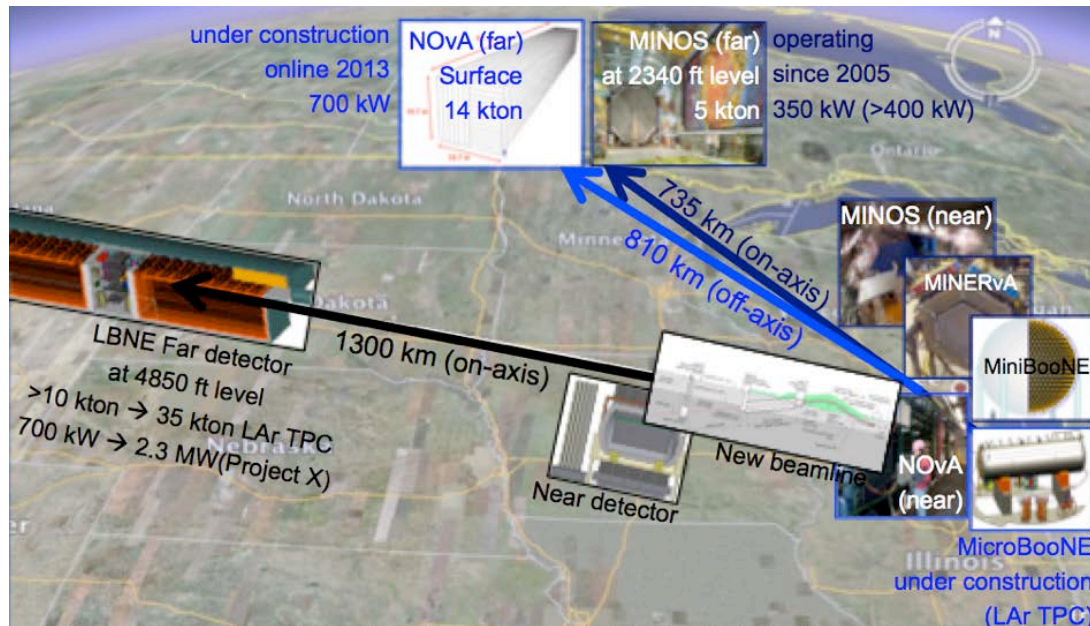 under construction
online 2013
700 kW
NOvA (far)
Surface
14 kton
MINOS (far)
at 2340 ft level
5 kton
operating
since 2005
350 kW (>400 kW)
Ontario
North Dakota
735 km (on-axis)
810 km (off-axis)
MINOS (near)
MINERvA
MiniBooNE
Dakota
1300 km (on-axis)
LBNE Far detector
at 4850 ft level
>10 kton → 35 kton LAr TPC
700 kW → 2.3 MW(Project X)
Nebraska
Near detector
New beamline
NOvA
(near)
Illinois
MicroBooNE
under construction
(LAr TPC)